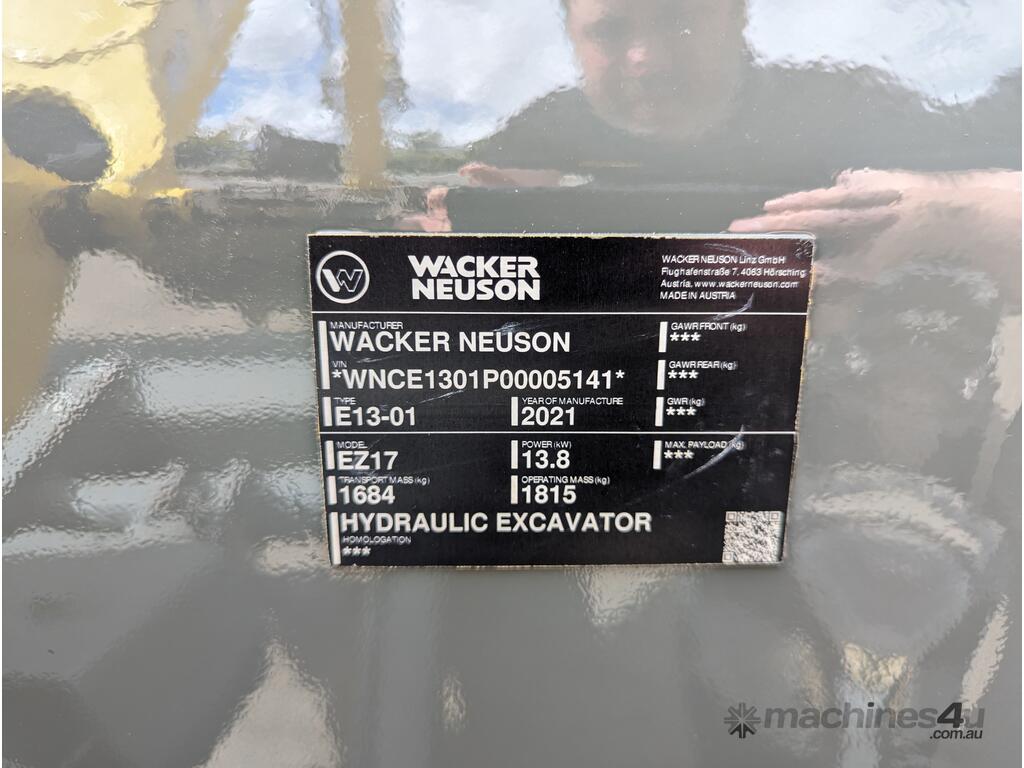 WACKER
NEUSON
WACKER NEUSON Linz GmbH
Flughafenstraße 7, 4063 Hörsching
Austria, www.wackerneuson.com
MADE IN AUSTRIA
MANUFACTURER
WACKER NEUSON
GAWR FRONT (kg)
***
VIN
*WNCE1301P00005141*
GAWR REAR (kg)
***
TYPE
E13-01
YEAR OF MANUFACTURE
2021
GWR (kg)
***
MODEL
EZ17
POWER (kW)
13.8
MAX. PAYLOAD (kg)
***
TRANSPORT MASS (kg)
1684
OPERATING MASS (kg)
1815
HYDRAULIC EXCAVATOR
HOMOLOGATION
***
machines4u
.com.au